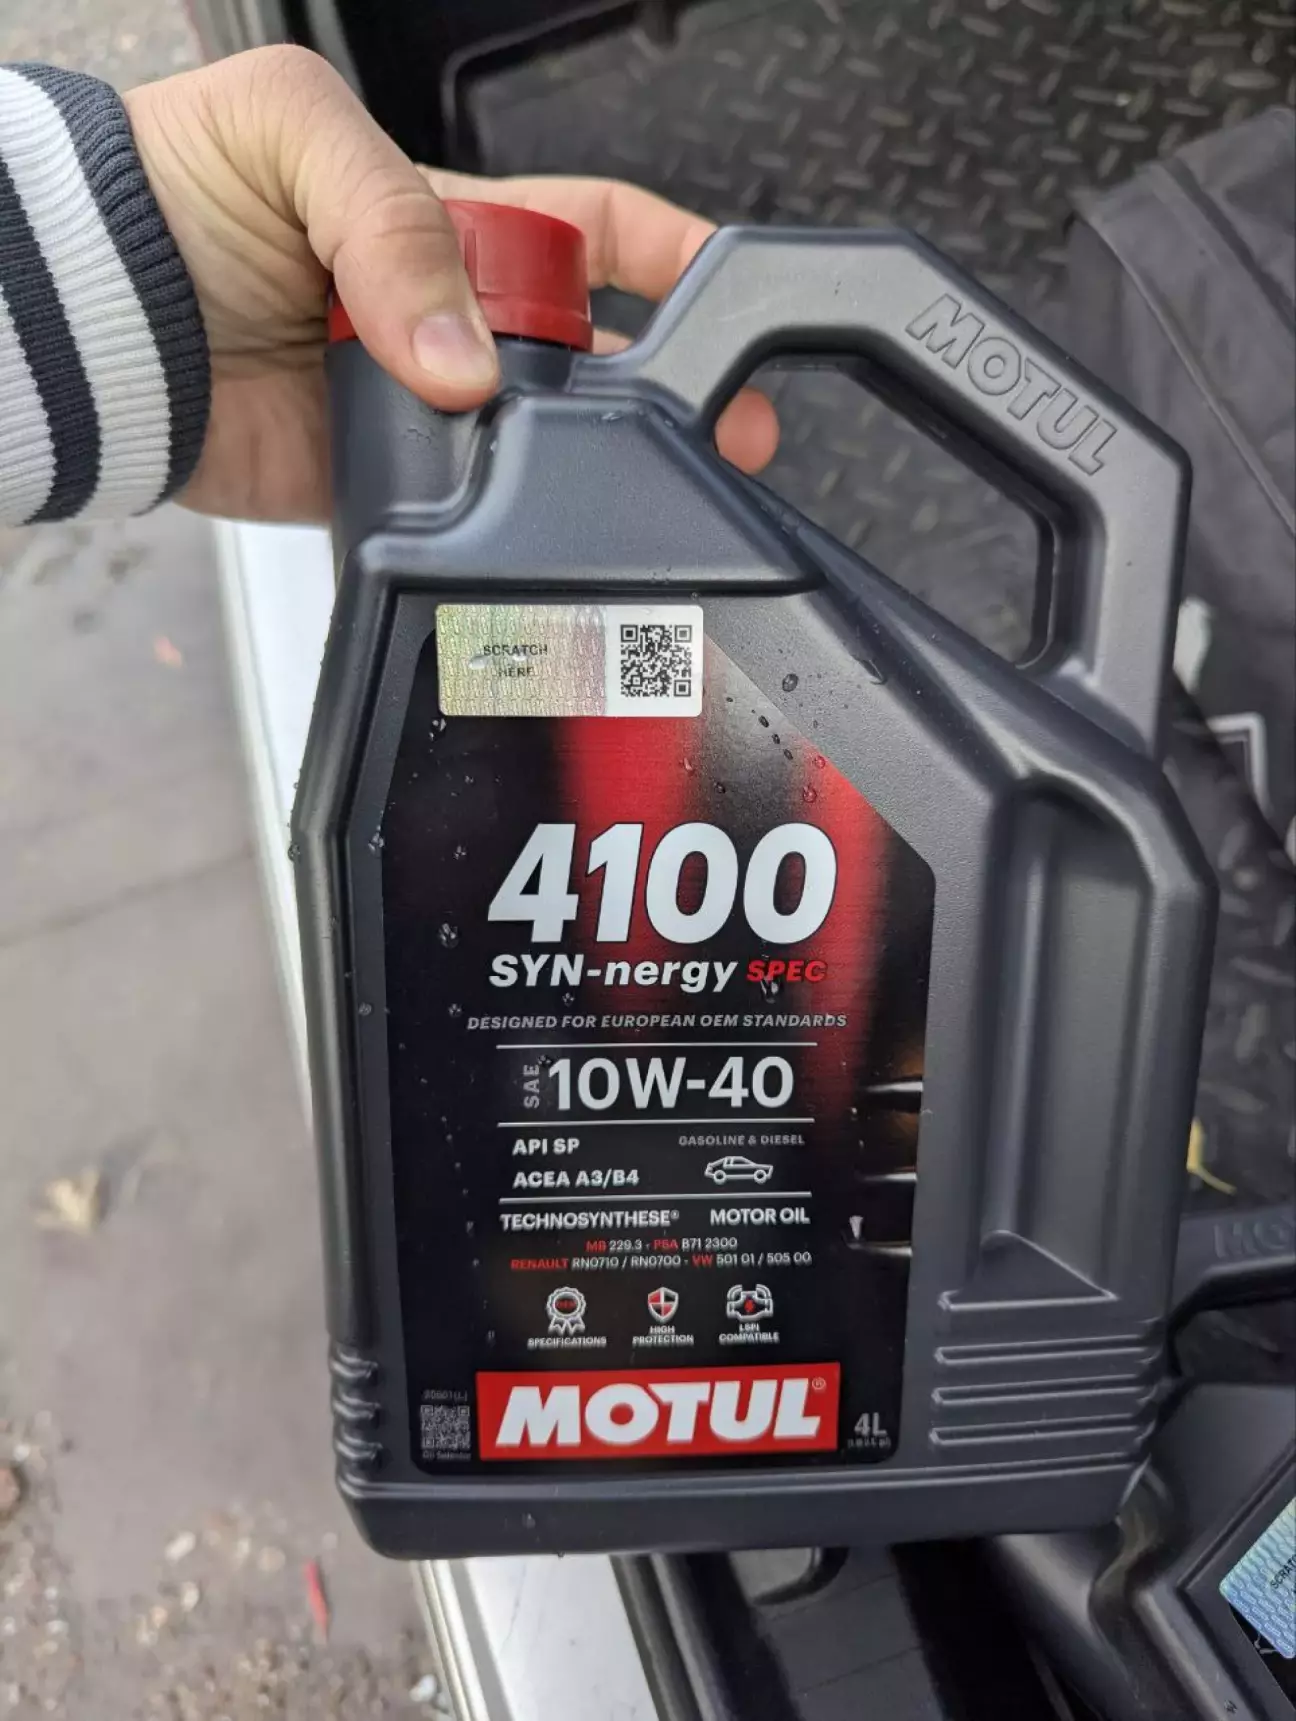 MOTUL
SCRATCH
HERE
4100
SYN-nergy SPEC
DESIGNED FOR EUROPEAN OEM STANDARDS
SAE 10W-40
API SP
GASOLINE & DIESEL
ACEA A3/B4
TECHNOSYNTHESE® MOTOR OIL
MB 229.3 - PSA B71 2300
RENAULT RN0710 / RN0700 - VW 501 01 / 505 00
SPECIFICATIONS
HIGH
PROTECTION
LSPI
COMPATIBLE
MOTUL®
4L
Oil Selector